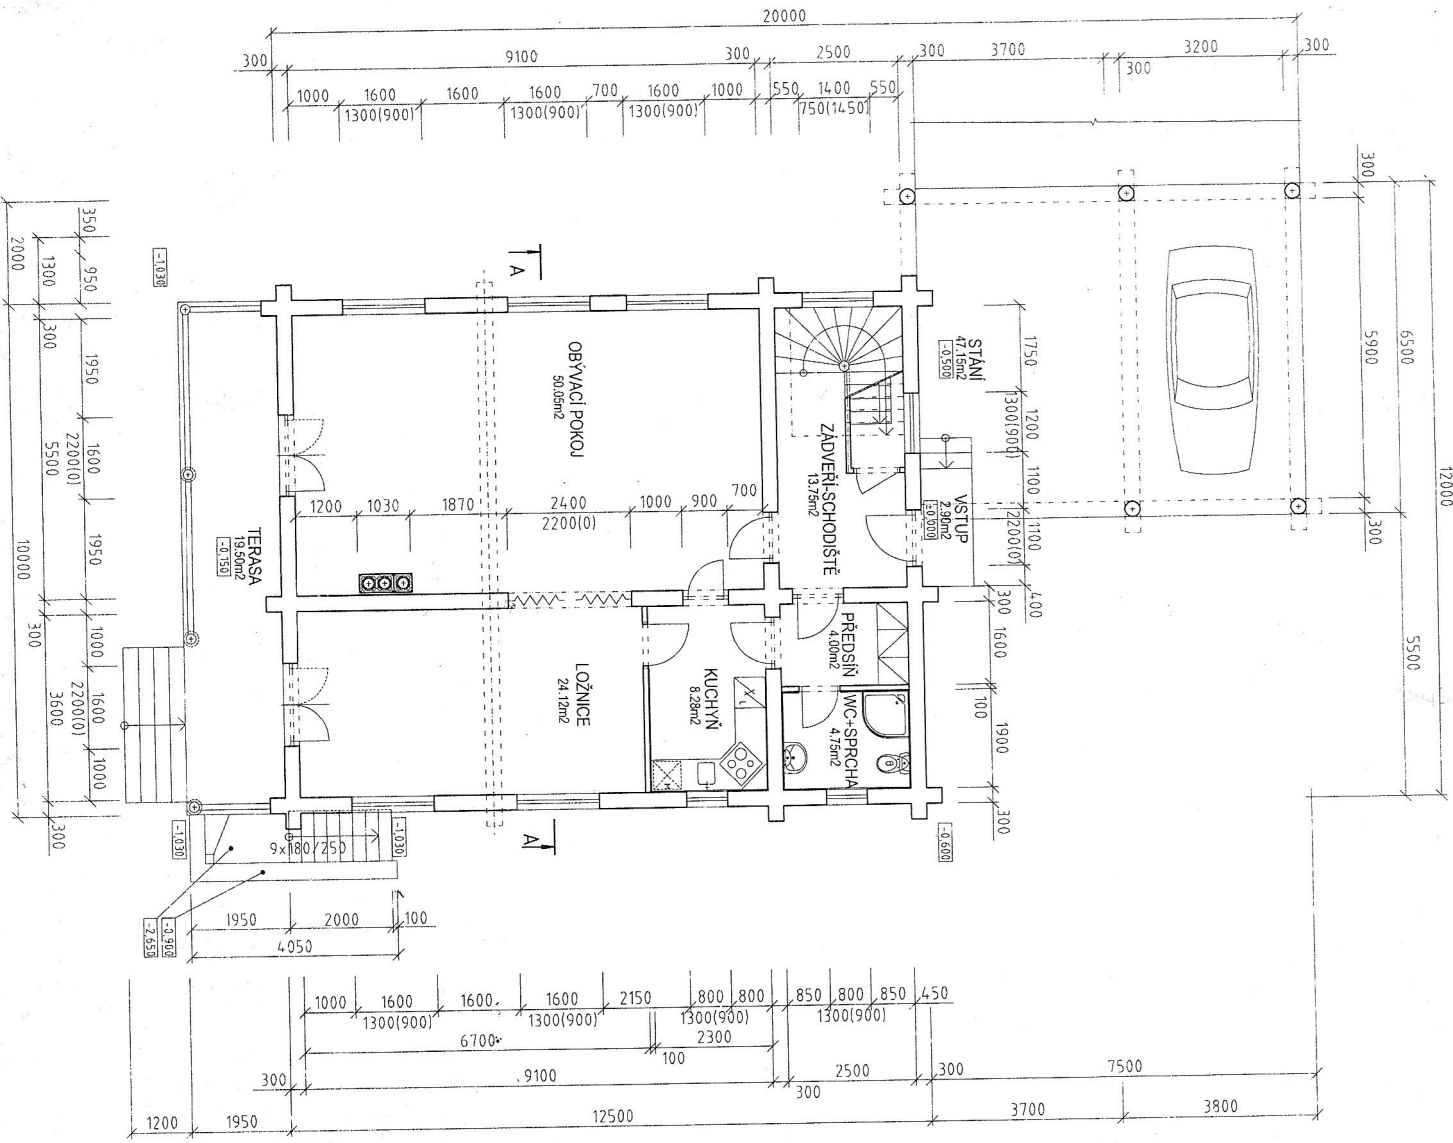 20000
300 9100 300 2500 300 3700 3200 300
300
1000 1600 1600 1600 700 1600 1000 550 1400 550
1300(900) 1300(900) 1300(900) 750(1450)
300
5900
300
6500
5500
12000
350
950
1300
2000
300
1950
1600
2200(0)
5500
1950
10000
300
1000
1600
2200(0)
3600
1000
300
-1,030
A
OBÝVACÍ POKOJ
50.05m2
STÁNÍ
47.15m2
-0,500
1750
1200
1300(900)
1100
1100
2200(0)
400
300
1600
100
1900
300
ZÁDVEŘÍ-SCHODIŠTĚ
13.75m2
VSTUP
2.90m2
±0,000
1200 1030 1870 2400 1000 900 700
2200(0)
TERASA
19.50m2
-0,150
LOŽNICE
24.12m2
KUCHYŇ
8.28m2
PŘEDSÍŇ
4.00m2
WC+SPRCHA
4.75m2
A
-1,030
9x180/250
-1,030
-0,600
-2,650
-0,900
1950 2000 100
4050
1000 1600 1600 1600 2150 800 800 850 800 850 450
1300(900) 1300(900) 1300(900) 1300(900)
6700 2300
100
300 9100 2500 300 7500
300
1200 1950 12500 3700 3800